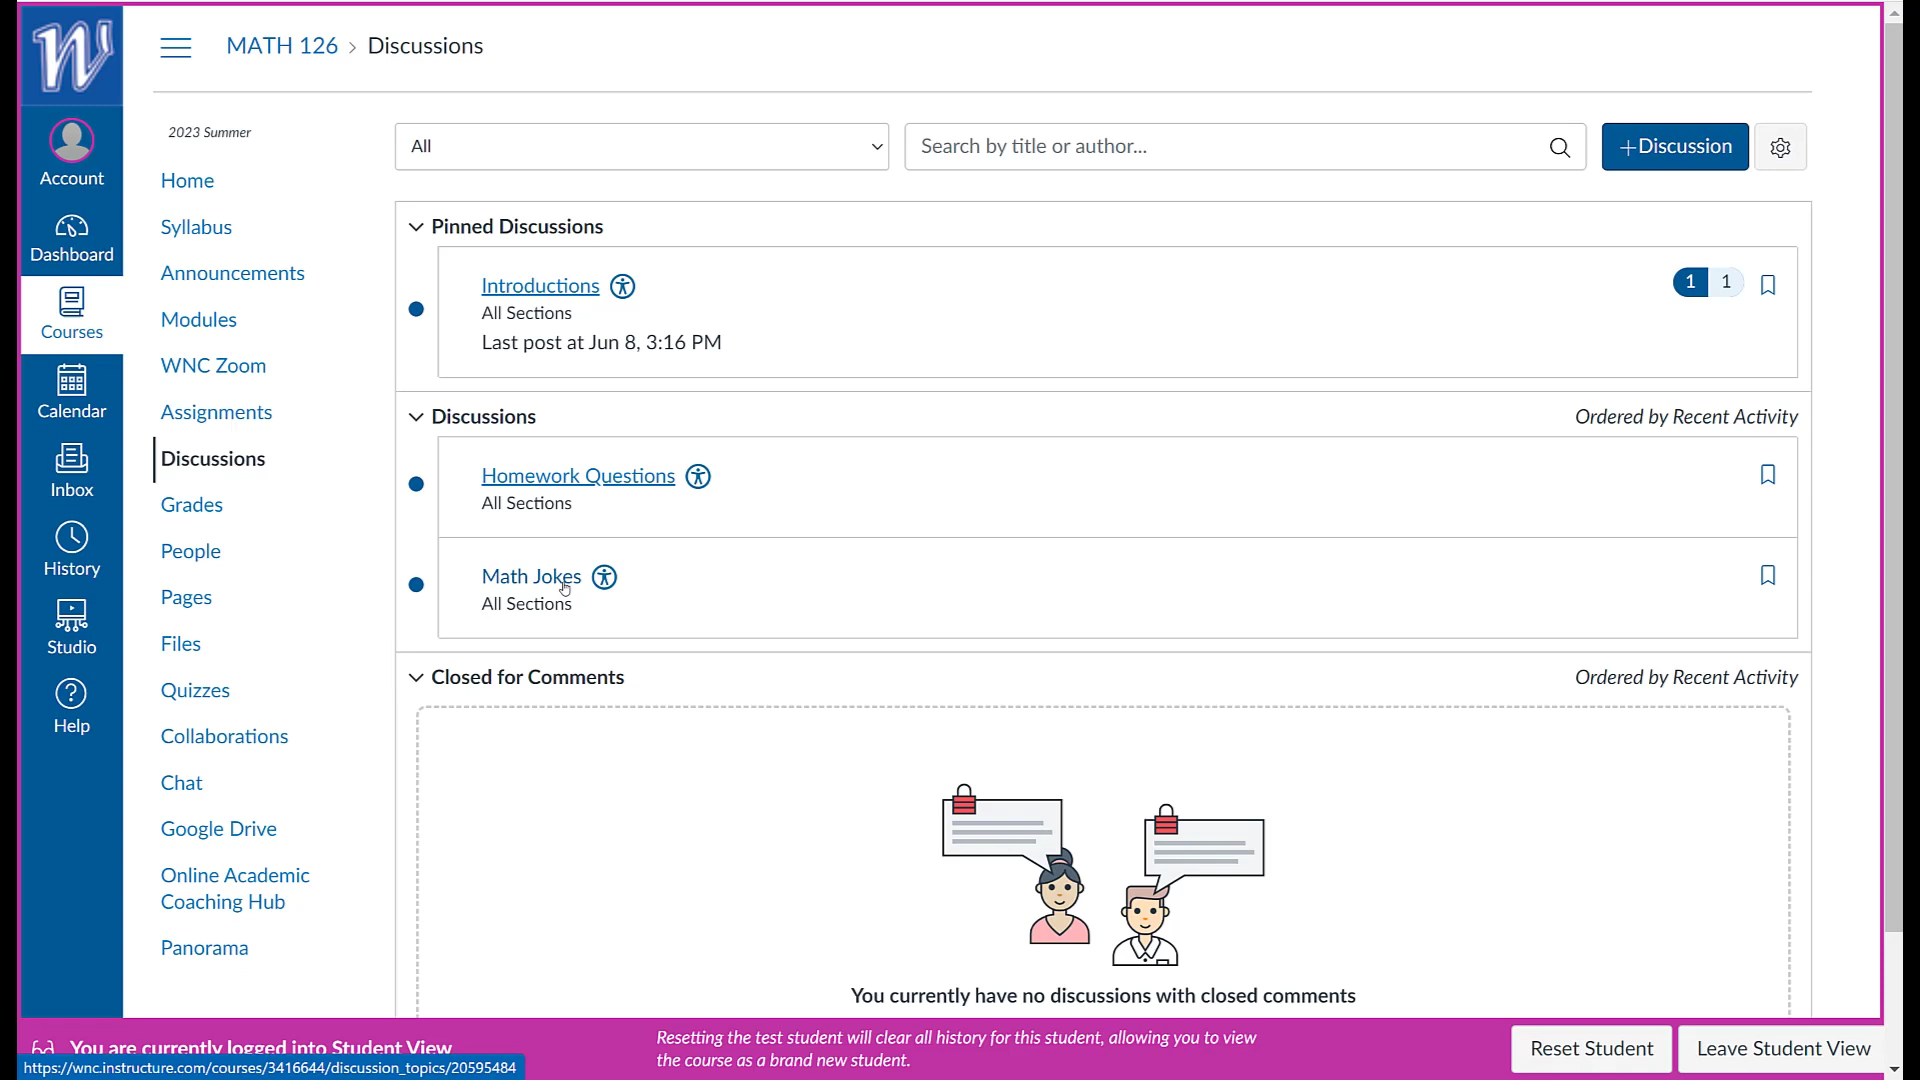 W
MATH 126 > Discussions
Account
Dashboard
Courses
Calendar
Inbox
History
Studio
Help
2023 Summer
Home
Syllabus
Announcements
Modules
WNC Zoom
Assignments
Discussions
Grades
People
Pages
Files
Quizzes
Collaborations
Chat
Google Drive
Online Academic
Coaching Hub
Panorama
All
Search by title or author...
+Discussion
Pinned Discussions
Introductions
1 1
All Sections
Last post at Jun 8, 3:16 PM
Discussions
Ordered by Recent Activity
Homework Questions
All Sections
Math Jokes
All Sections
Closed for Comments
Ordered by Recent Activity
You currently have no discussions with closed comments
You are currently logged into Student View
Resetting the test student will clear all history for this student, allowing you to view
the course as a brand new student.
Reset Student
Leave Student View
https://wnc.instructure.com/courses/3416644/discussion_topics/20595484